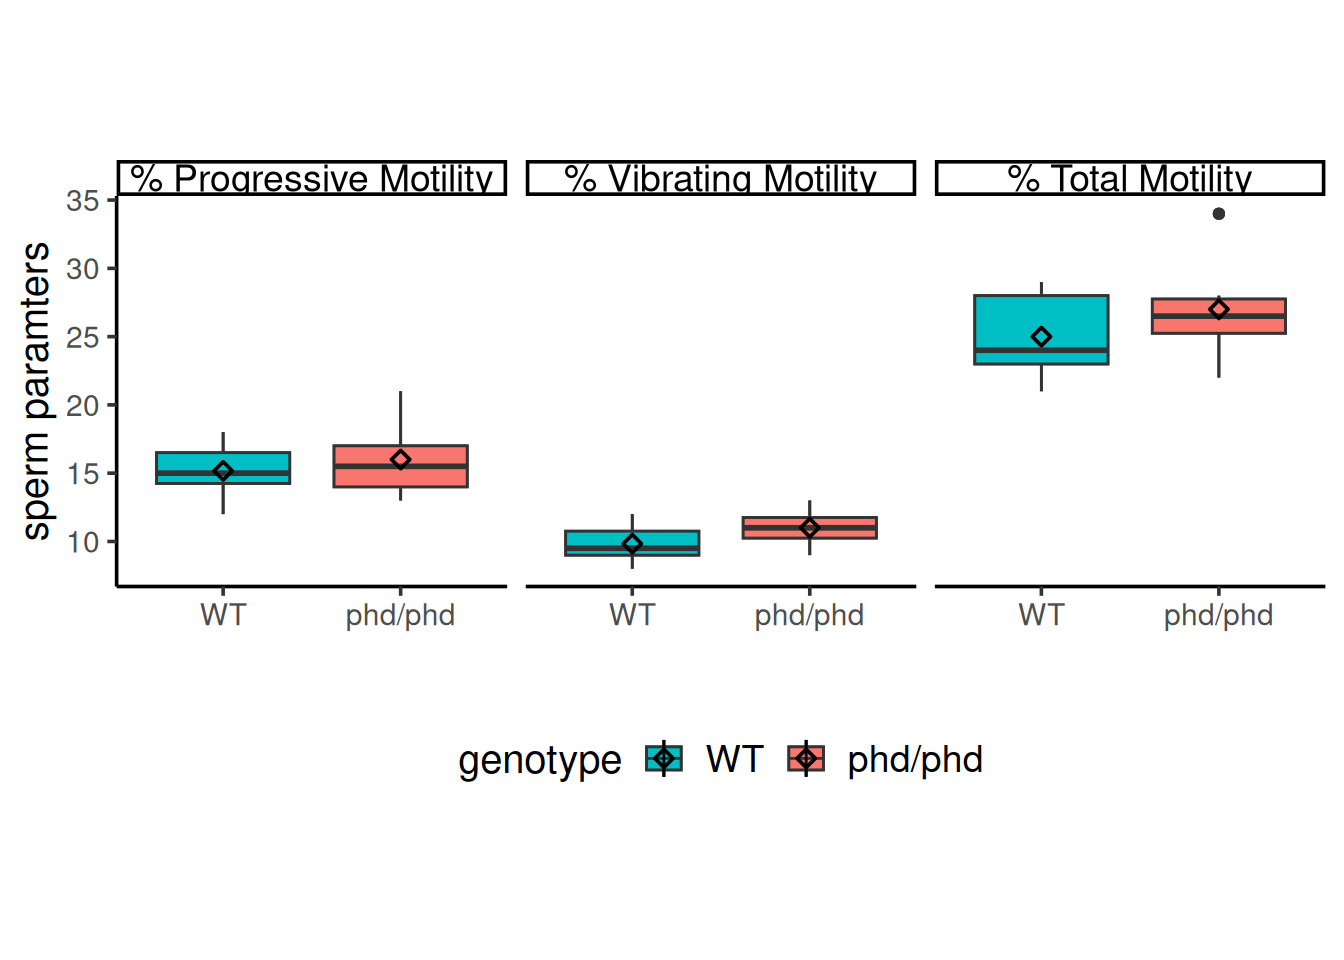 % Progressive Motility
% Vibrating Motility
% Total Motility
sperm paramters
35
30
25
20
15
10
WT
phd/phd
WT
phd/phd
WT
phd/phd
genotype WT phd/phd